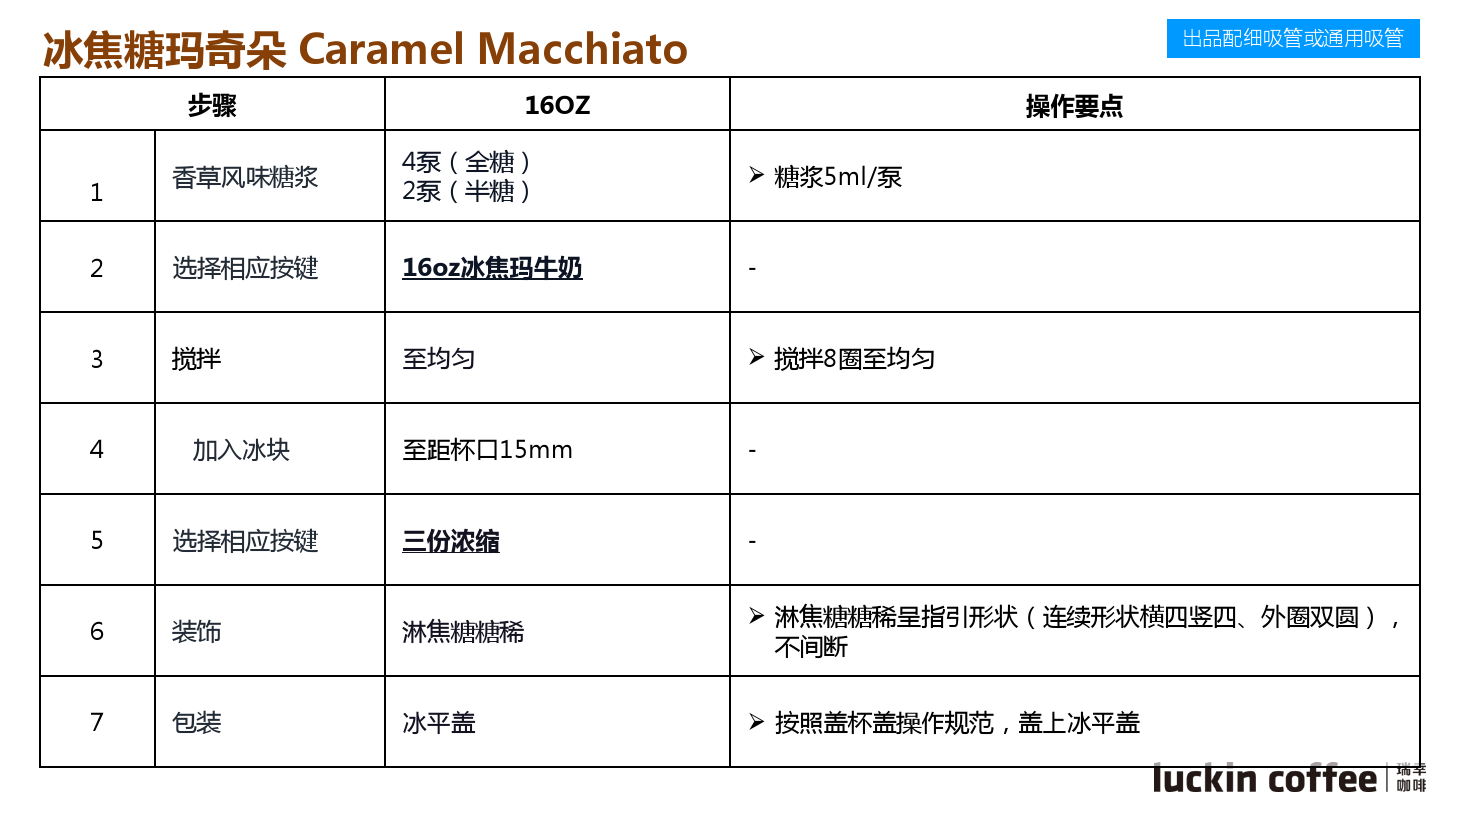 冰焦糖玛奇朵 Caramel Macchiato
出品配细吸管或通用吸管
步骤
16OZ
操作要点
1
香草风味糖浆
4泵（全糖）
2泵（半糖）
糖浆5ml/泵
2
选择相应按键
16oz冰焦玛牛奶
-
3
搅拌
至均匀
搅拌8圈至均匀
4
加入冰块
至距杯口15mm
-
5
选择相应按键
三份浓缩
-
6
装饰
淋焦糖糖稀
淋焦糖糖稀呈指引形状（连续形状横四竖四、外圈双圆），
不间断
7
包装
冰平盖
按照盖杯盖操作规范，盖上冰平盖
luckin coffee
瑞幸
咖啡